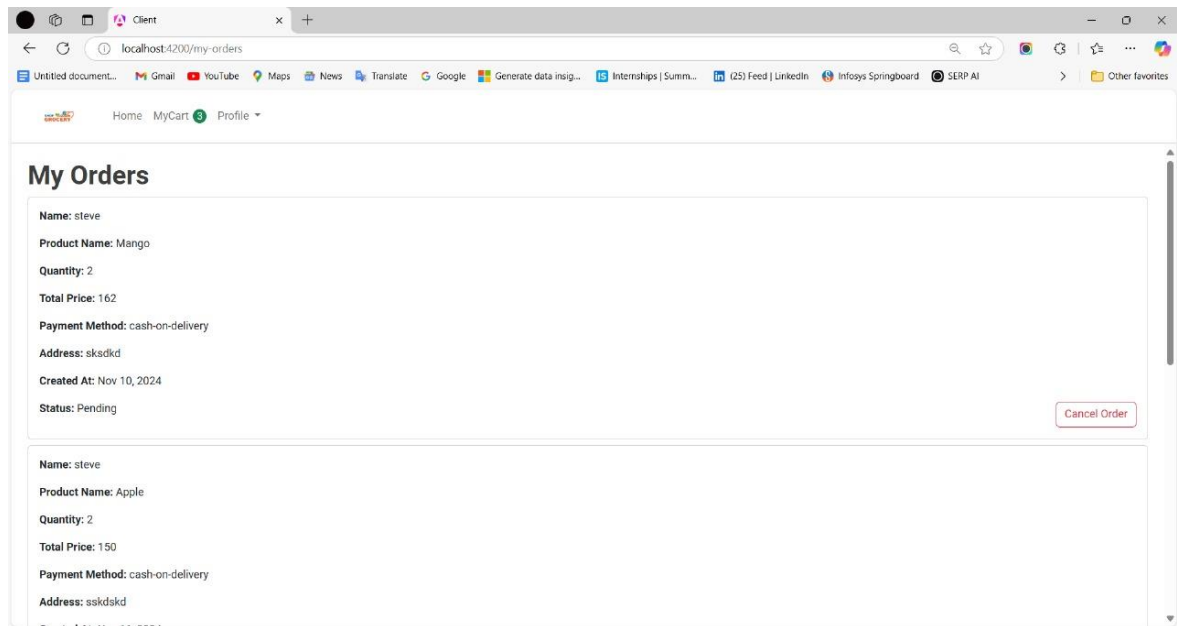 Client
localhost:4200/my-orders
Untitled document... Gmail YouTube Maps News Translate Google Generate data insig... Internships | Summ... (25) Feed | LinkedIn Infosys Springboard SERP AI Other favorites
GROCERY Home MyCart 3 Profile
My Orders
Name: steve
Product Name: Mango
Quantity: 2
Total Price: 162
Payment Method: cash-on-delivery
Address: sksdkd
Created At: Nov 10, 2024
Status: Pending
Cancel Order
Name: steve
Product Name: Apple
Quantity: 2
Total Price: 150
Payment Method: cash-on-delivery
Address: sskdskd